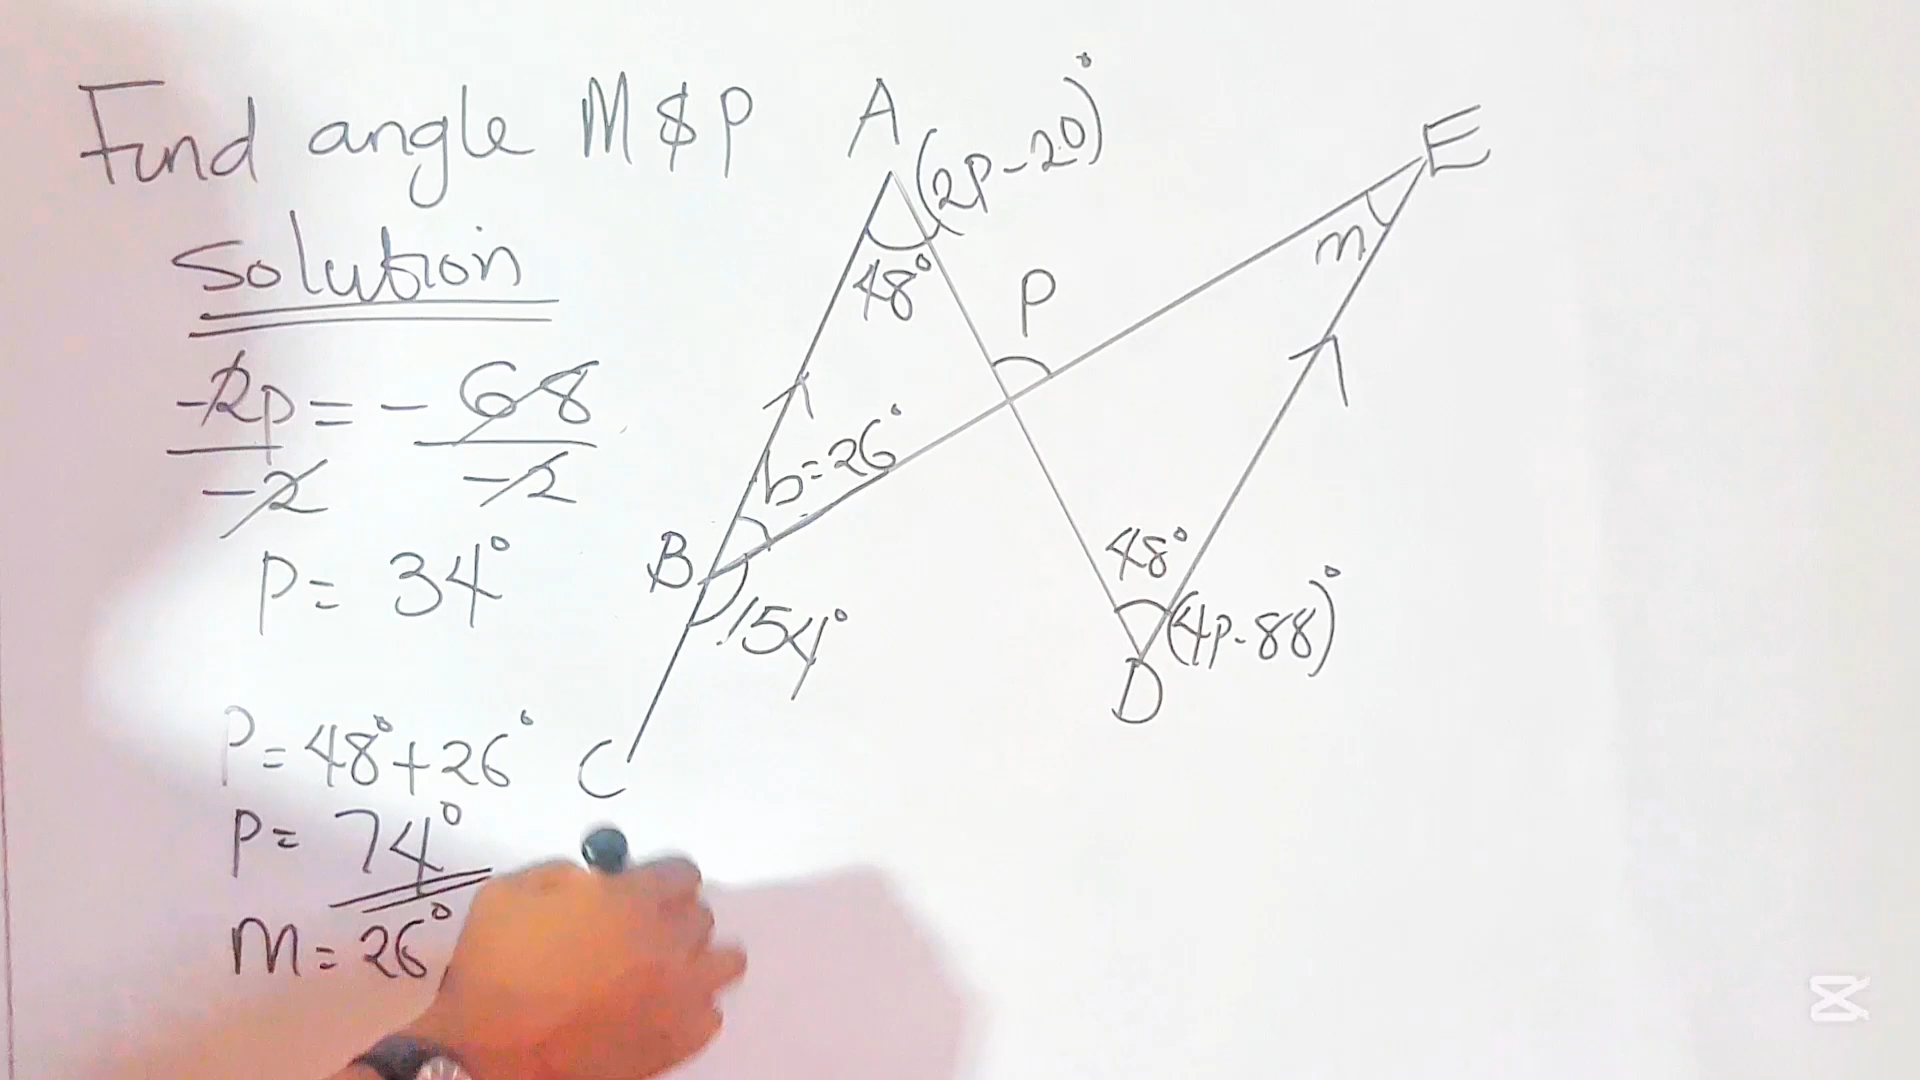 Find angle M & P
Solution
-2p = -68
-2 -2
p = 34°
P = 48° + 26°
P = 74°
m = 26°
A
(2p-20)°
48°
E
m
P
b=26°
B
154°
C
48°
(4p-88)°
D